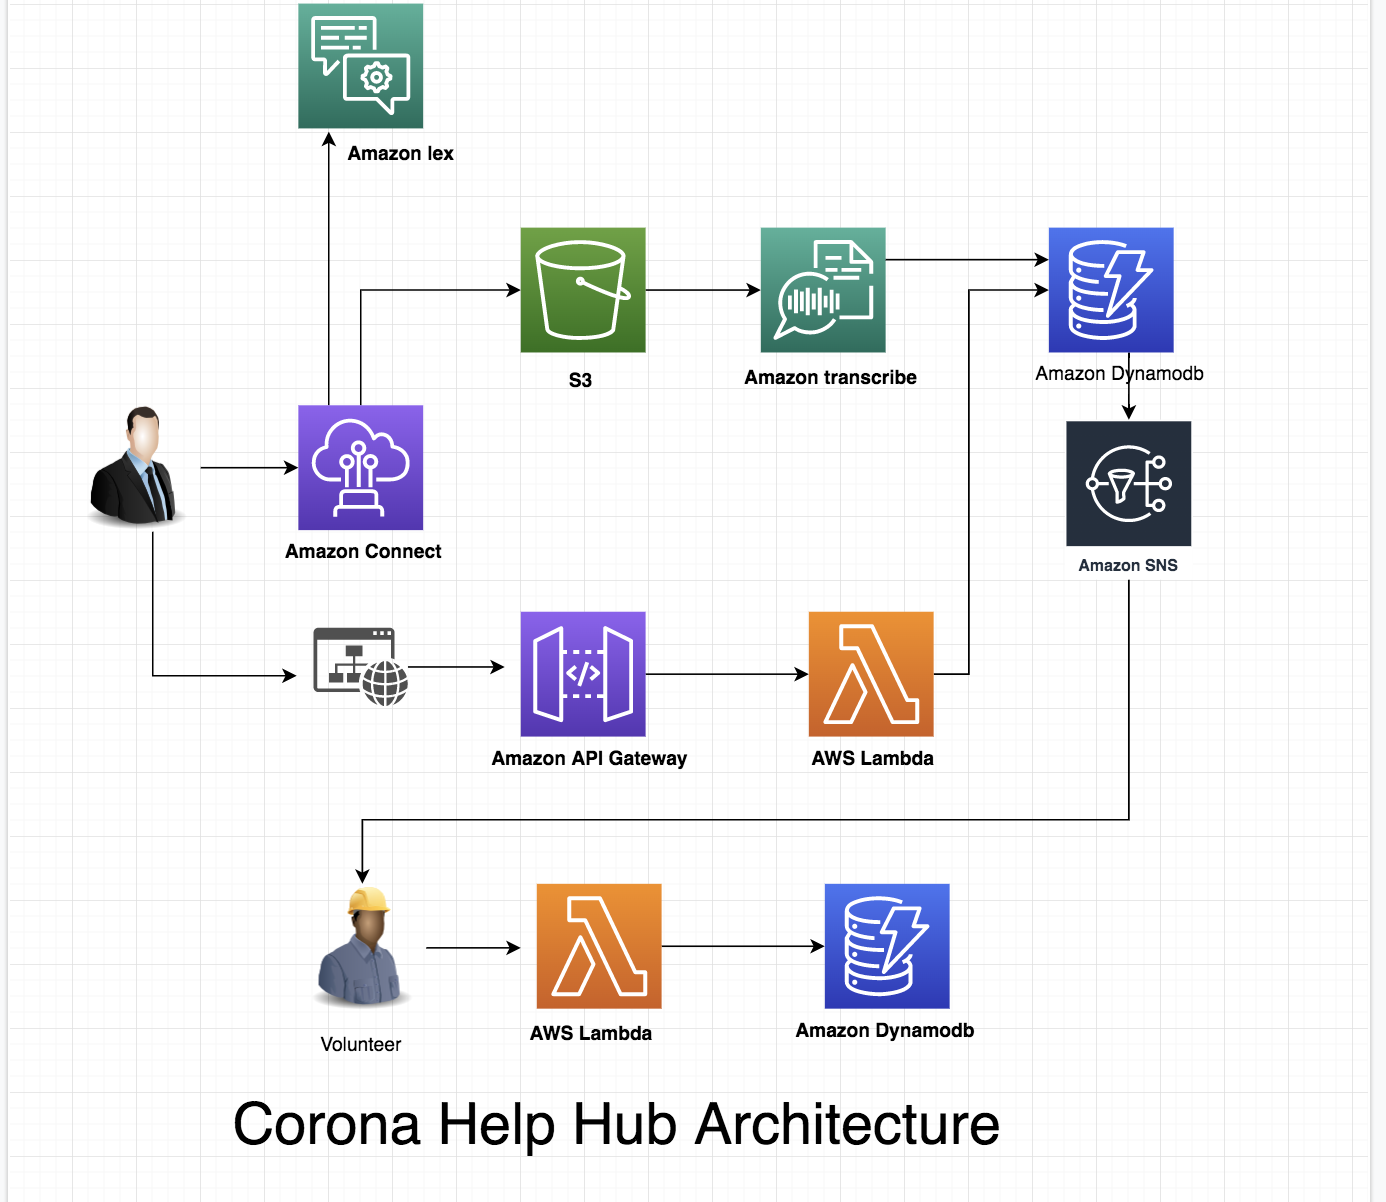 Amazon lex
S3
Amazon transcribe
Amazon Dynamodb
Amazon Connect
Amazon SNS
</>
Amazon API Gateway
AWS Lambda
Volunteer
AWS Lambda
Amazon Dynamodb
Corona Help Hub Architecture